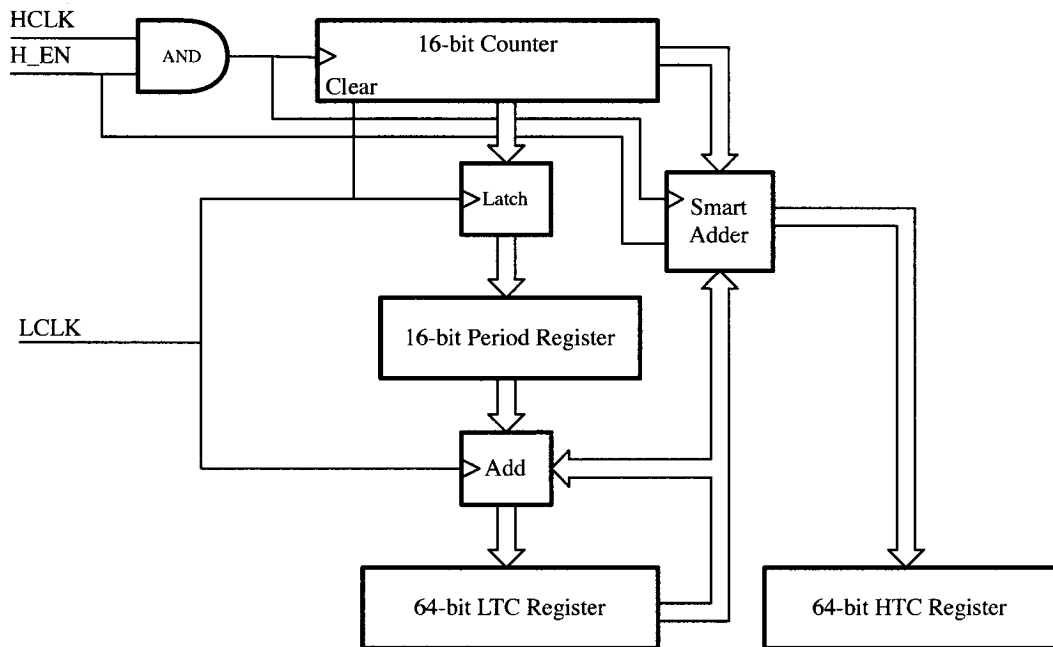 HCLK
H_EN
AND
16-bit Counter
Clear
Latch
Smart
Adder
LCLK
16-bit Period Register
Add
64-bit LTC Register
64-bit HTC Register